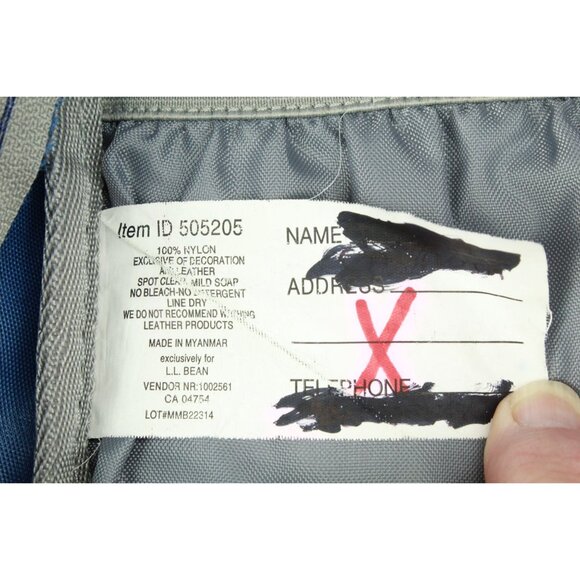 Item ID 505205
100% NYLON
EXCLUSIVE OF DECORATION
AND LEATHER
SPOT CLEAN, MILD SOAP
NO BLEACH-NO DETERGENT
LINE DRY
WE DO NOT RECOMMEND WASHING
LEATHER PRODUCTS
MADE IN MYANMAR
exclusively for
L.L. BEAN
VENDOR NR:1002561
CA 04754
LOT#MMB22314
NAME
ADDRESS
X
TELEPHONE